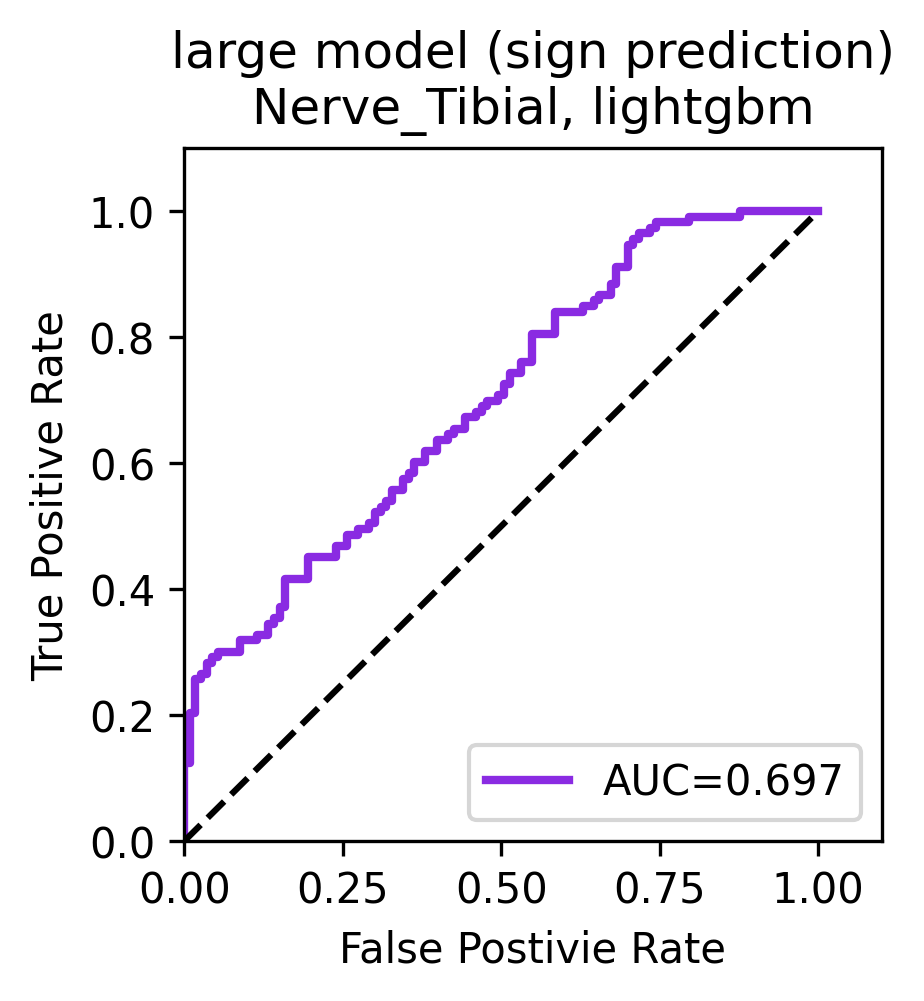 large model (sign prediction)
Nerve_Tibial, lightgbm
True Positive Rate
1.0
0.8
0.6
0.4
0.2
0.0
AUC=0.697
0.00 0.25 0.50 0.75 1.00
False Postivie Rate